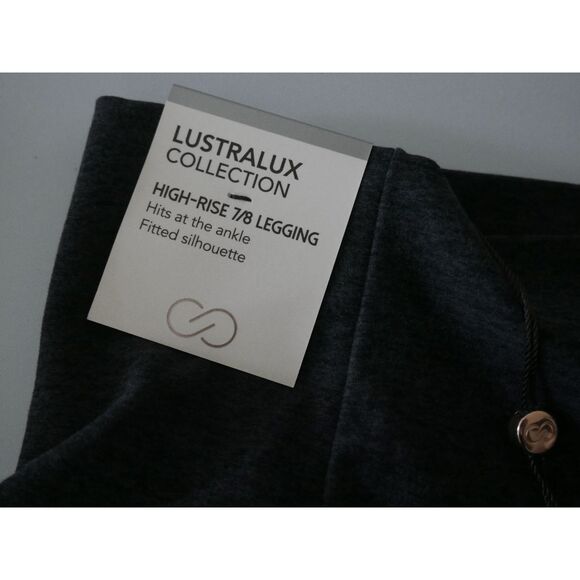 LUSTRALUX
COLLECTION
HIGH-RISE 7/8 LEGGING
Hits at the ankle
Fitted silhouette